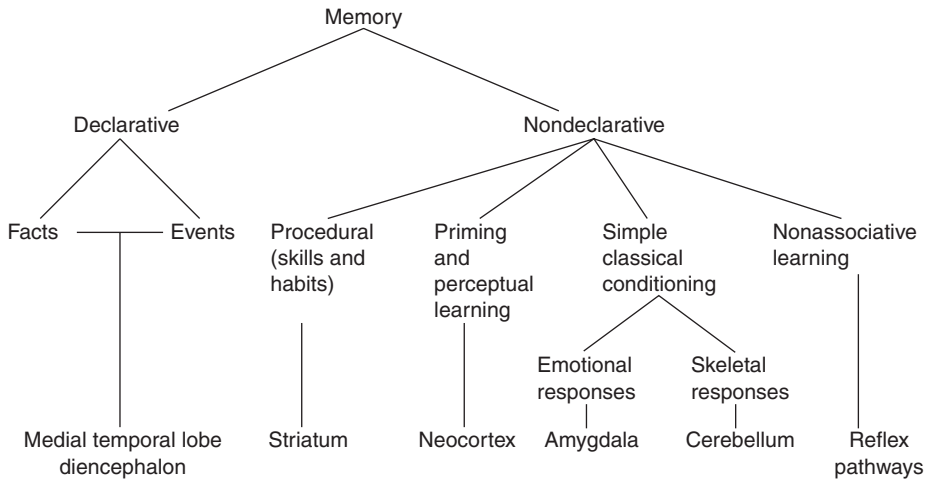 Memory
Declarative
Nondeclarative
Facts
Events
Procedural
(skills and
habits)
Priming
and
perceptual
learning
Simple
classical
conditioning
Nonassociative
learning
Emotional
responses
Skeletal
responses
Medial temporal lobe
diencephalon
Striatum
Neocortex
Amygdala
Cerebellum
Reflex
pathways